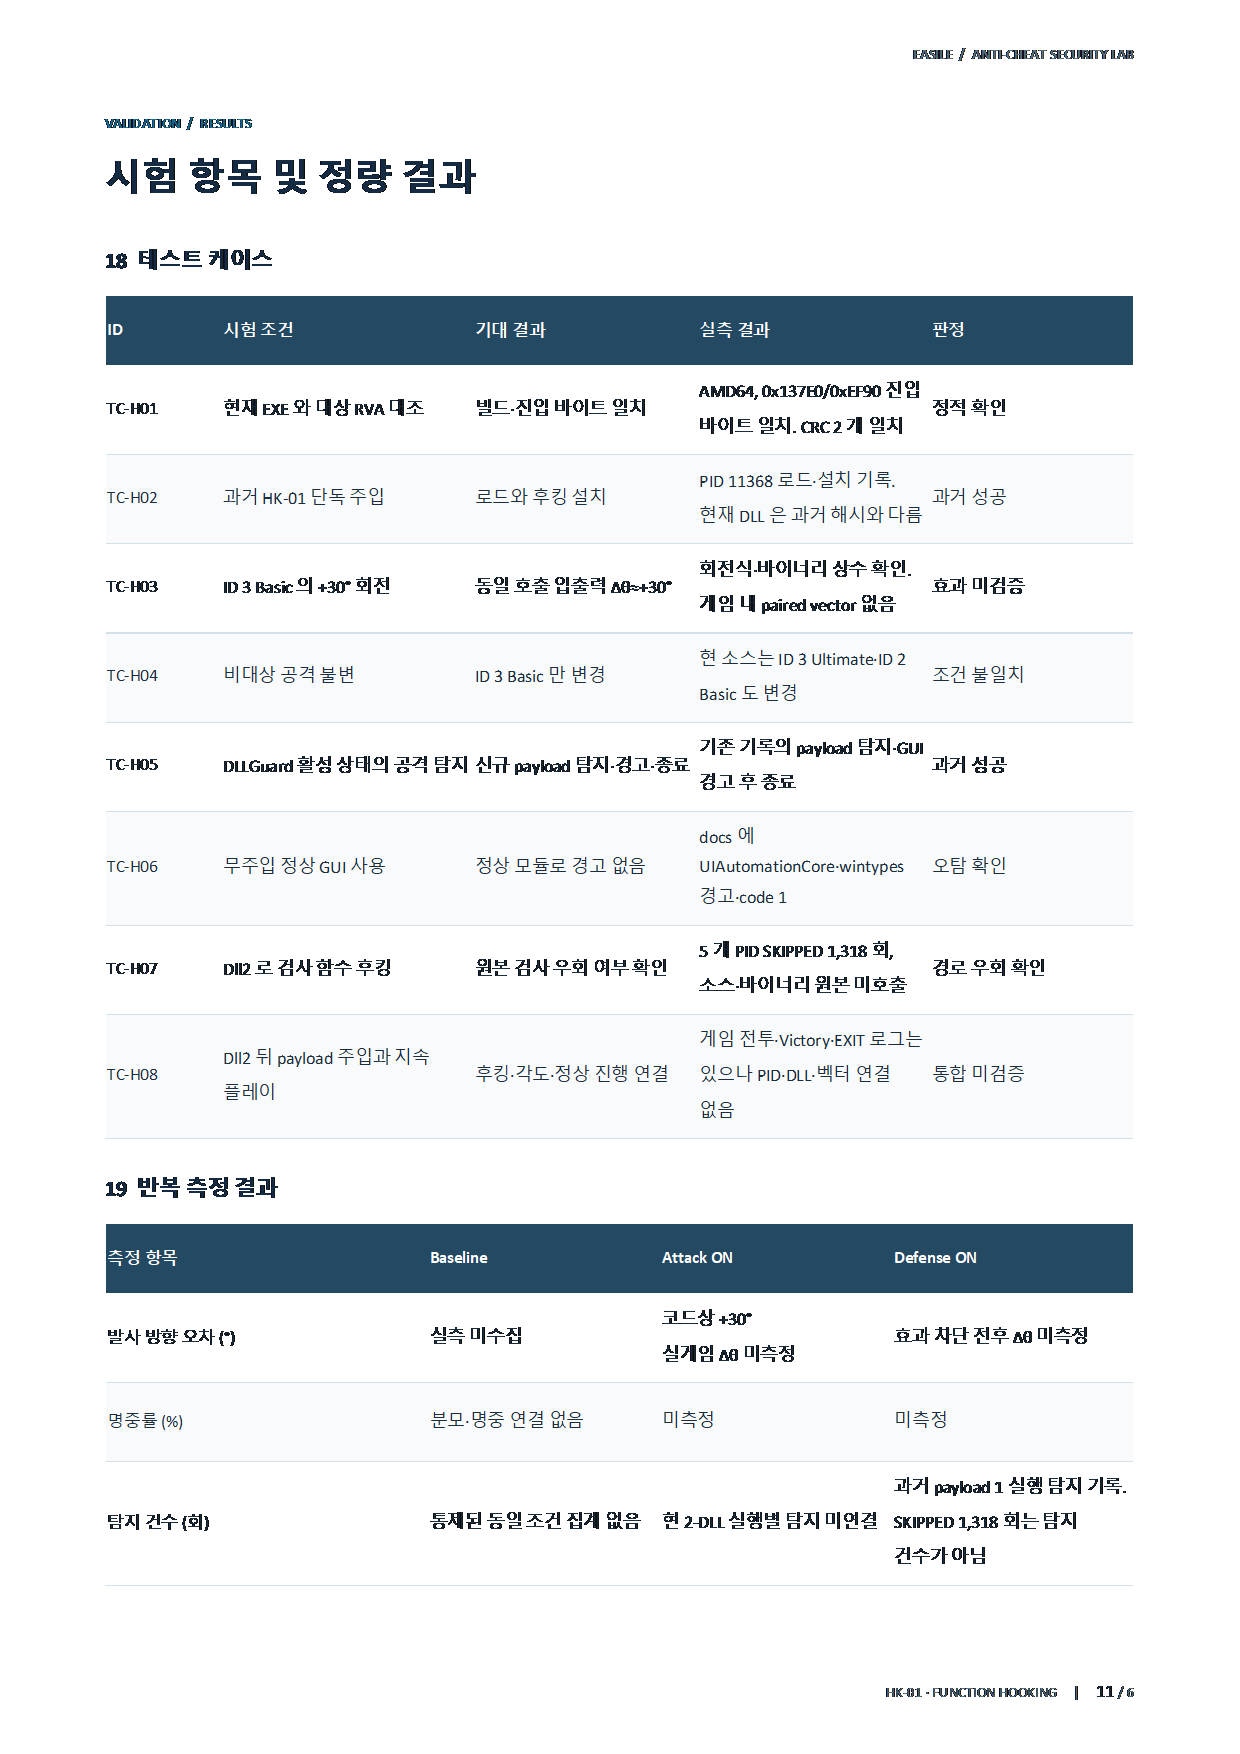 EASILE / ANTI-CHEAT SECURITY LAB
VALIDATION / RESULTS
시험 항목 및 정량 결과
18 테스트 케이스
ID 시험 조건 기대 결과 실측 결과 판정
TC-H01 현재 EXE 와 대상 RVA 대조 빌드·진입 바이트 일치 AMD64, 0x137E0/0xEF90 진입 바이트 일치. CRC 2 개 일치 정적 확인
TC-H02 과거 HK-01 단독 주입 로드와 후킹 설치 PID 11368 로드·설치 기록. 현재 DLL 은 과거 해시와 다름 과거 성공
TC-H03 ID 3 Basic 의 +30° 회전 동일 호출 입출력 Δθ≈+30° 회전식·바이너리 상수 확인. 게임 내 paired vector 없음 효과 미검증
TC-H04 비대상 공격 불변 ID 3 Basic 만 변경 현 소스는 ID 3 Ultimate·ID 2 Basic 도 변경 조건 불일치
TC-H05 DLLGuard 활성 상태의 공격 탐지 신규 payload 탐지·경고·종료 기존 기록의 payload 탐지·GUI 경고 후 종료 과거 성공
TC-H06 무주입 정상 GUI 사용 정상 모듈로 경고 없음 docs 에 UIAutomationCore·wintypes 경고·code 1 오탐 확인
TC-H07 Dll2 로 검사 함수 후킹 원본 검사 우회 여부 확인 5 개 PID SKIPPED 1,318 회, 소스·바이너리 원본 미호출 경로 우회 확인
TC-H08 Dll2 뒤 payload 주입과 지속 플레이 후킹·각도·정상 진행 연결 게임 전투·Victory·EXIT 로그는 있으나 PID·DLL·벡터 연결 없음 통합 미검증
19 반복 측정 결과
측정 항목 Baseline Attack ON Defense ON
발사 방향 오차 (°) 실측 미수집 코드상 +30° 실게임 Δθ 미측정 효과 차단 전후 Δθ 미측정
명중률 (%) 분모·명중 연결 없음 미측정 미측정
탐지 건수 (회) 통제된 동일 조건 집계 없음 현 2-DLL 실행별 탐지 미연결 과거 payload 1 실행 탐지 기록. SKIPPED 1,318 회는 탐지 건수가 아님
HK-01 · FUNCTION HOOKING | 11 / 6